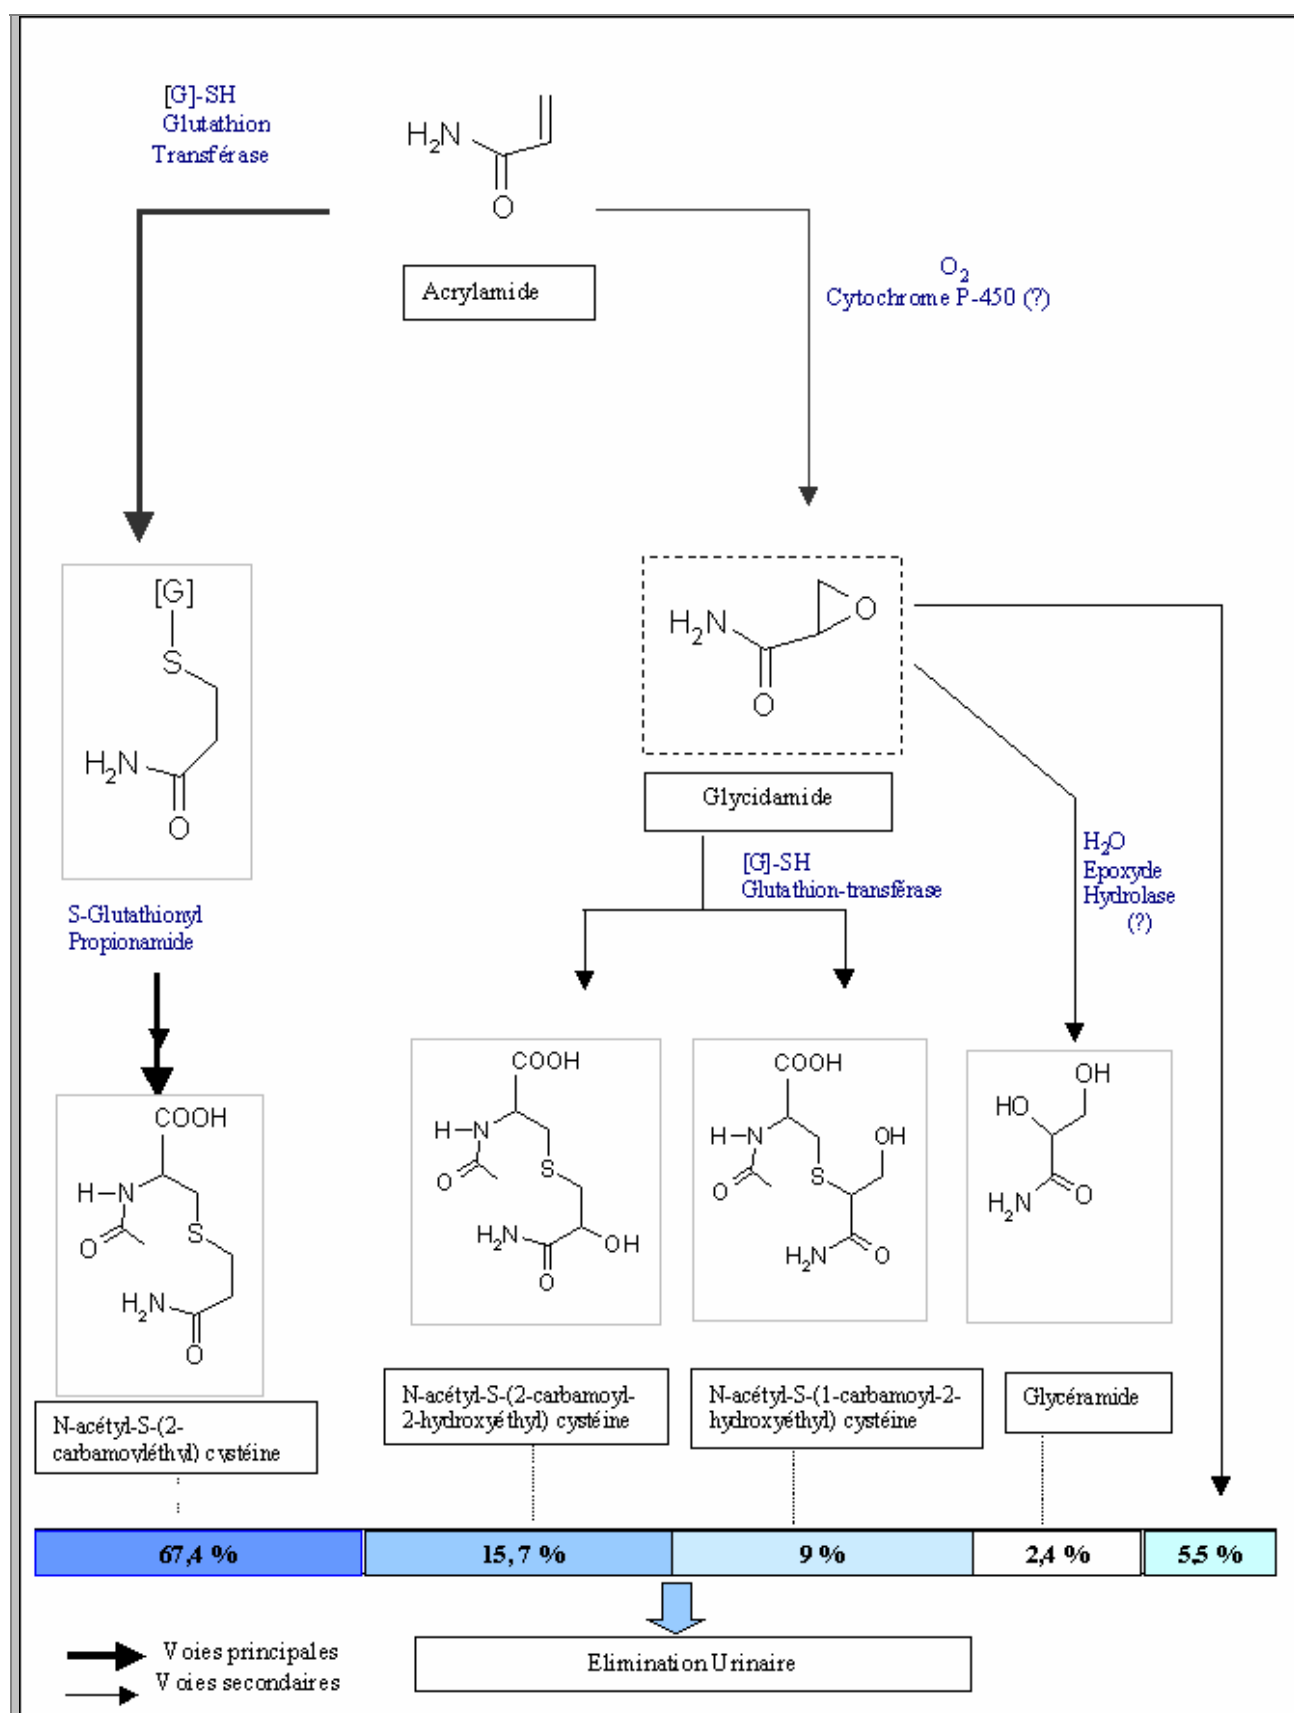 [G]-SH
Glutathion
Transférase
H₂N
O
Acrylamide
O₂
Cytochrome P-450 (?)
[G]
S
H₂N
O
S-Glutathionyl
Propionamide
H₂N
O
O
Glycidamide
[G]-SH
Glutathion-transférase
H₂O
Epoxyde
Hydrolase
(?)
COOH
H-N
O
S
H₂N
O
COOH
H-N
O
S
H₂N
OH
O
COOH
H-N
OH
O
S
H₂N
O
OH
HO
H₂N
O
N-acétyl-S-(2-
carbamoyléthyl) cystéine
N-acétyl-S-(2-carbamoyl-
2-hydroxyéthyl) cystéine
N-acétyl-S-(1-carbamoyl-2-
hydroxyéthyl) cystéine
Glycéramide
67,4 %
15,7 %
9 %
2,4 %
5,5 %
Voies principales
Voies secondaires
Elimination Urinaire